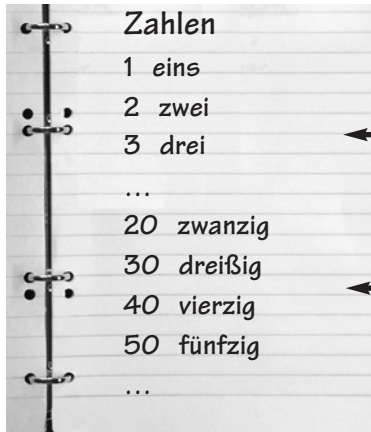 Zahlen
1 eins
2 zwei
3 drei
...
20 zwanzig
30 dreißig
40 vierzig
50 fünfzig
...